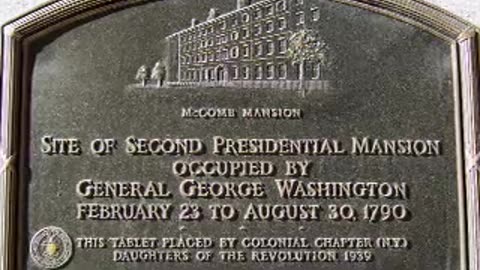 McCOMB MANSION
SITE OF SECOND PRESIDENTIAL MANSION
OCCUPIED BY
GENERAL GEORGE WASHINGTON
FEBRUARY 23 TO AUGUST 30, 1790
THIS TABLET PLACED BY COLONIAL CHAPTER (N.Y.)
DAUGHTERS OF THE REVOLUTION 1939